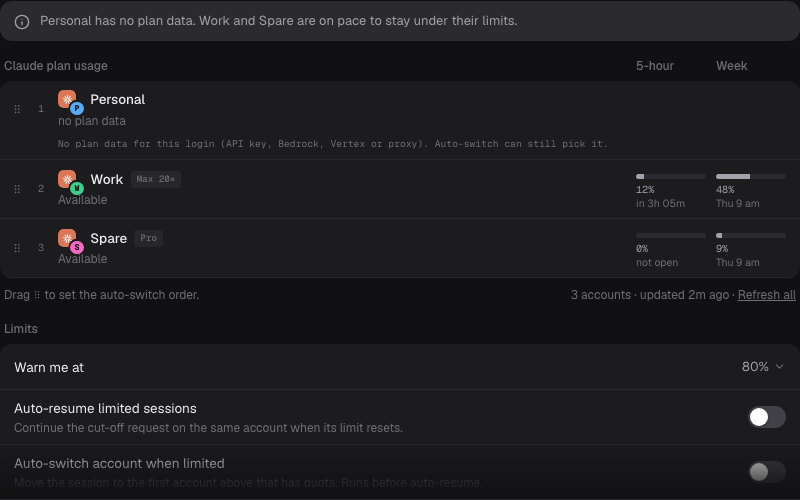 Personal has no plan data. Work and Spare are on pace to stay under their limits.
Claude plan usage 5-hour Week
1 P Personal
no plan data
No plan data for this login (API key, Bedrock, Vertex or proxy). Auto-switch can still pick it.
2 W Work Max 20× 12% 48%
Available in 3h 05m Thu 9 am
3 S Spare Pro 0% 9%
Available not open Thu 9 am
Drag ⠿ to set the auto-switch order. 3 accounts · updated 2m ago · Refresh all
Limits
Warn me at 80%
Auto-resume limited sessions
Continue the cut-off request on the same account when its limit resets.
Auto-switch account when limited
Move the session to the first account above that has quota. Runs before auto-resume.